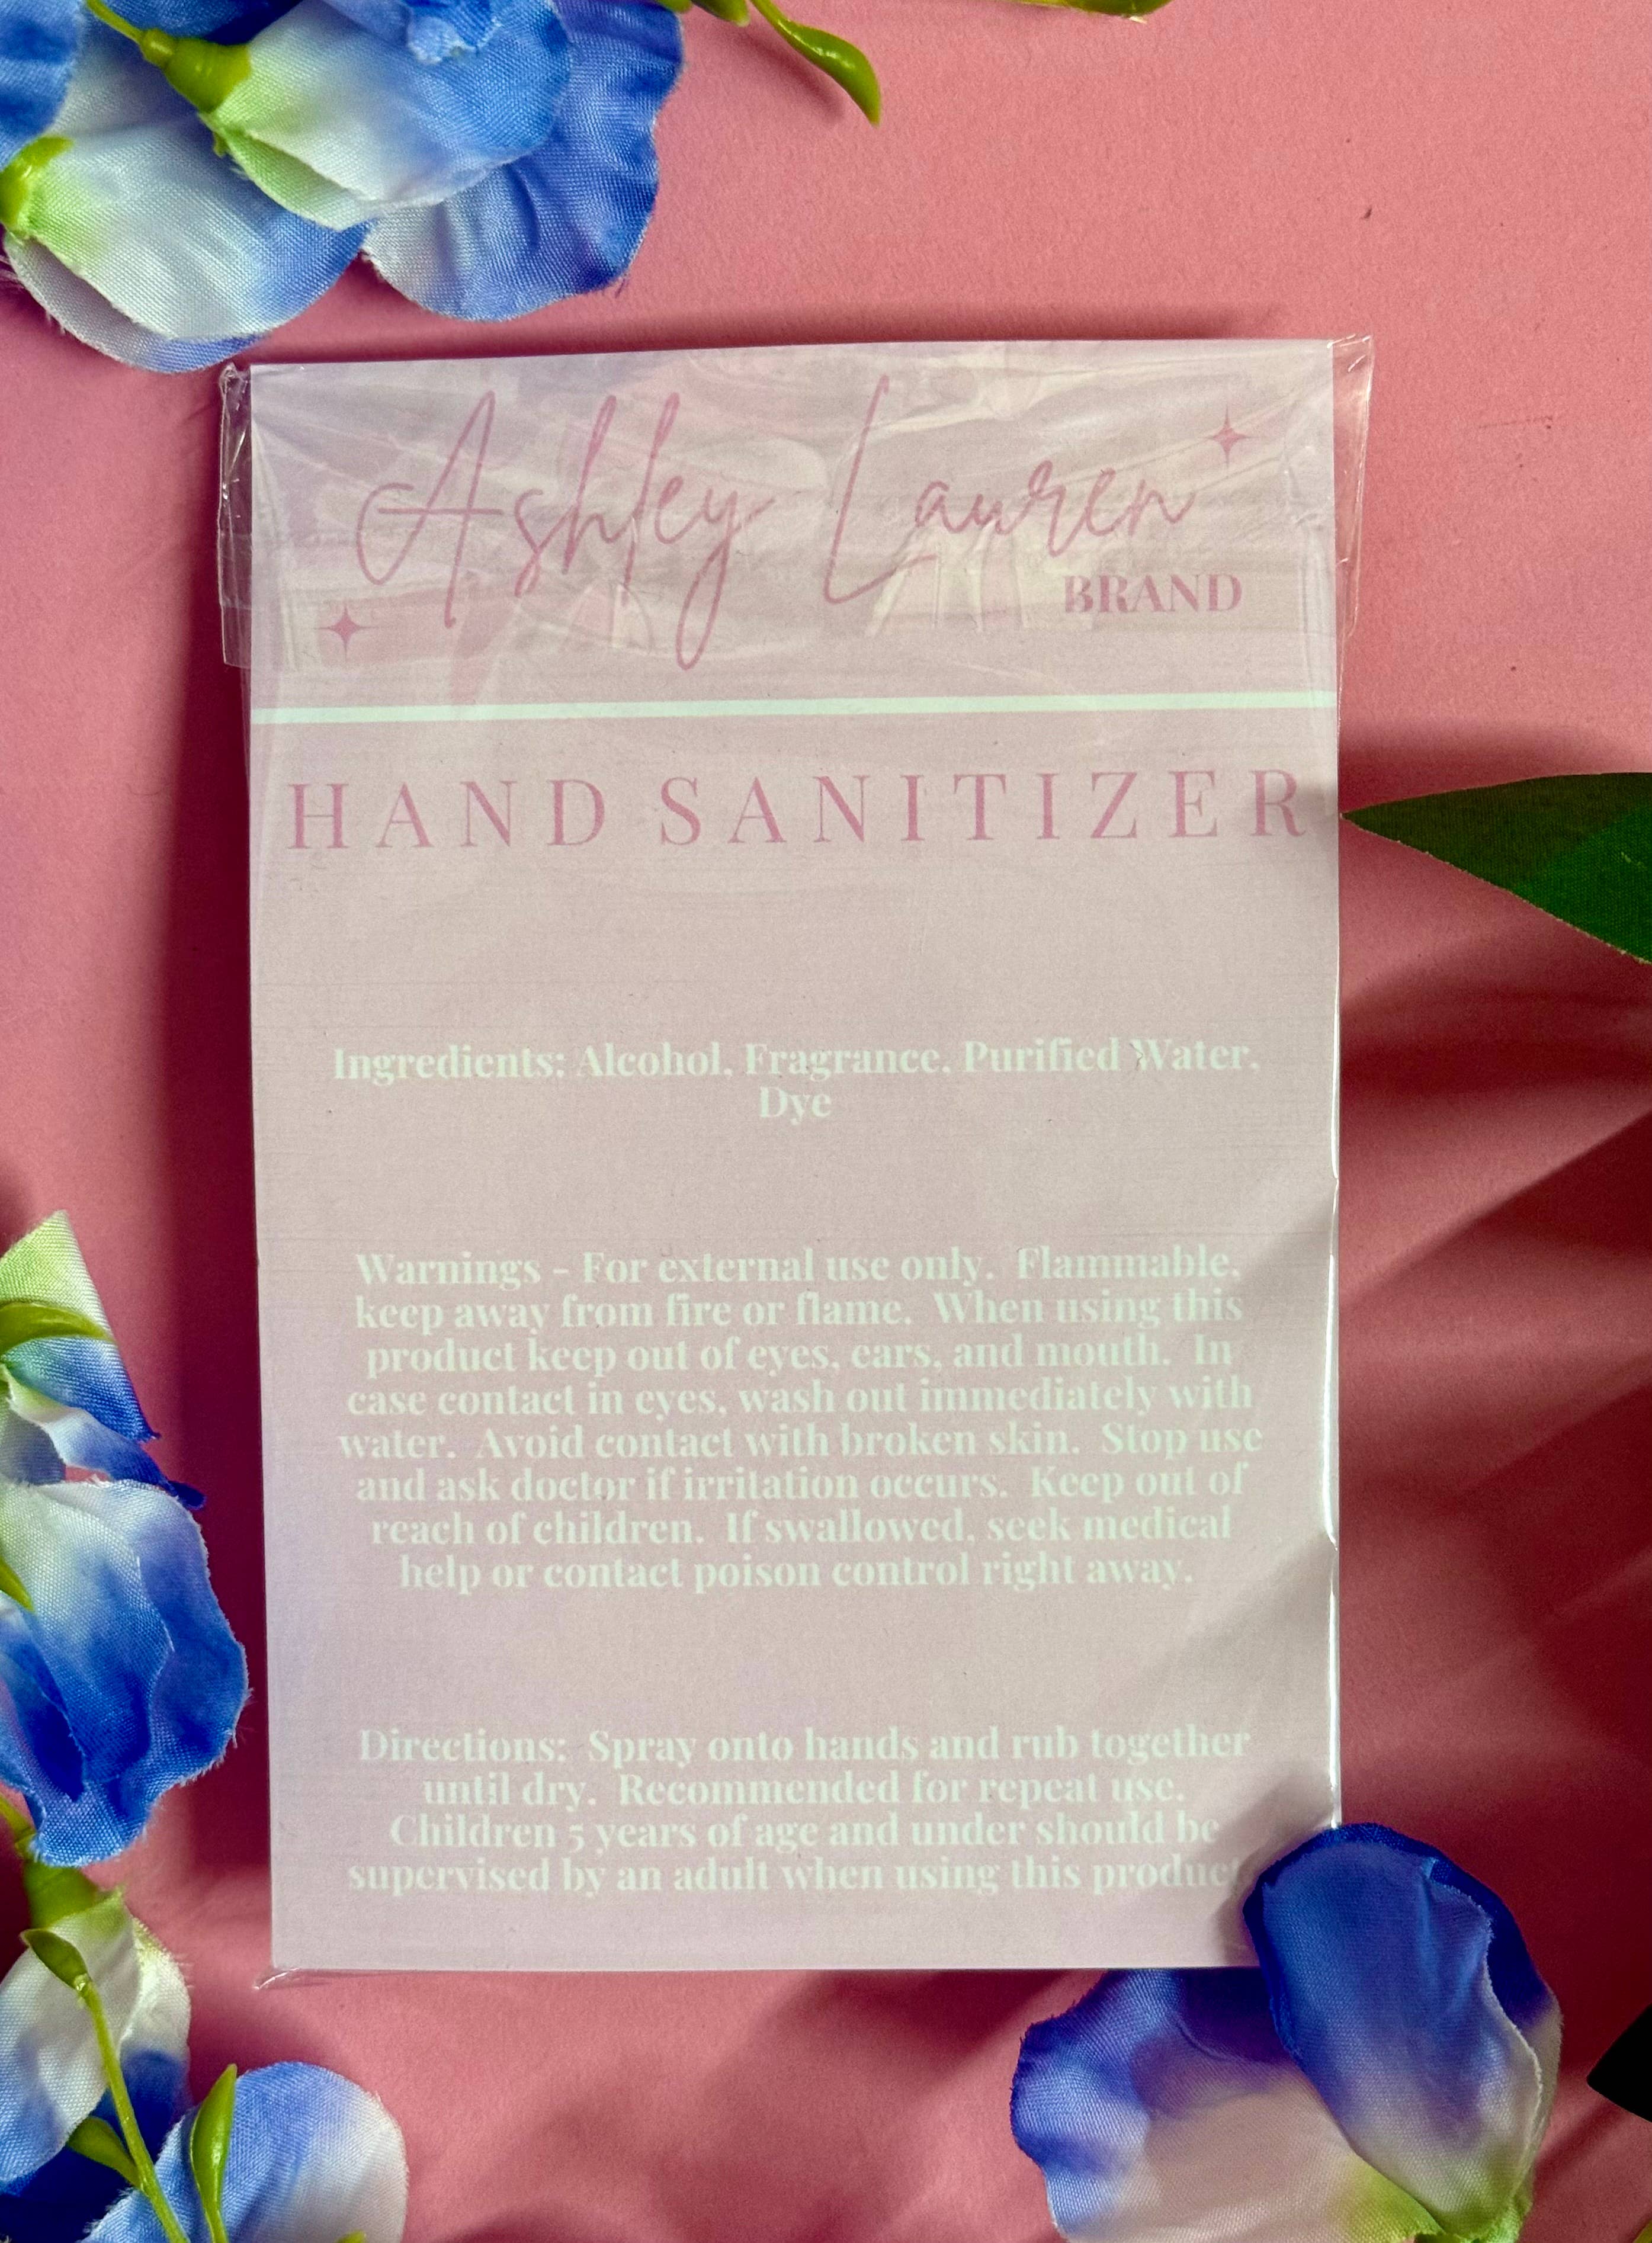 Ashley Lauren
BRAND
HAND SANITIZER
Ingredients: Alcohol, Fragrance, Purified Water,
Dye
Warnings - For external use only. Flammable,
keep away from fire or flame. When using this
product keep out of eyes, ears, and mouth. In
case contact in eyes, wash out immediately with
water. Avoid contact with broken skin. Stop use
and ask doctor if irritation occurs. Keep out of
reach of children. If swallowed, seek medical
help or contact poison control right away.
Directions: Spray onto hands and rub together
until dry. Recommended for repeat use.
Children 5 years of age and under should be
supervised by an adult when using this product